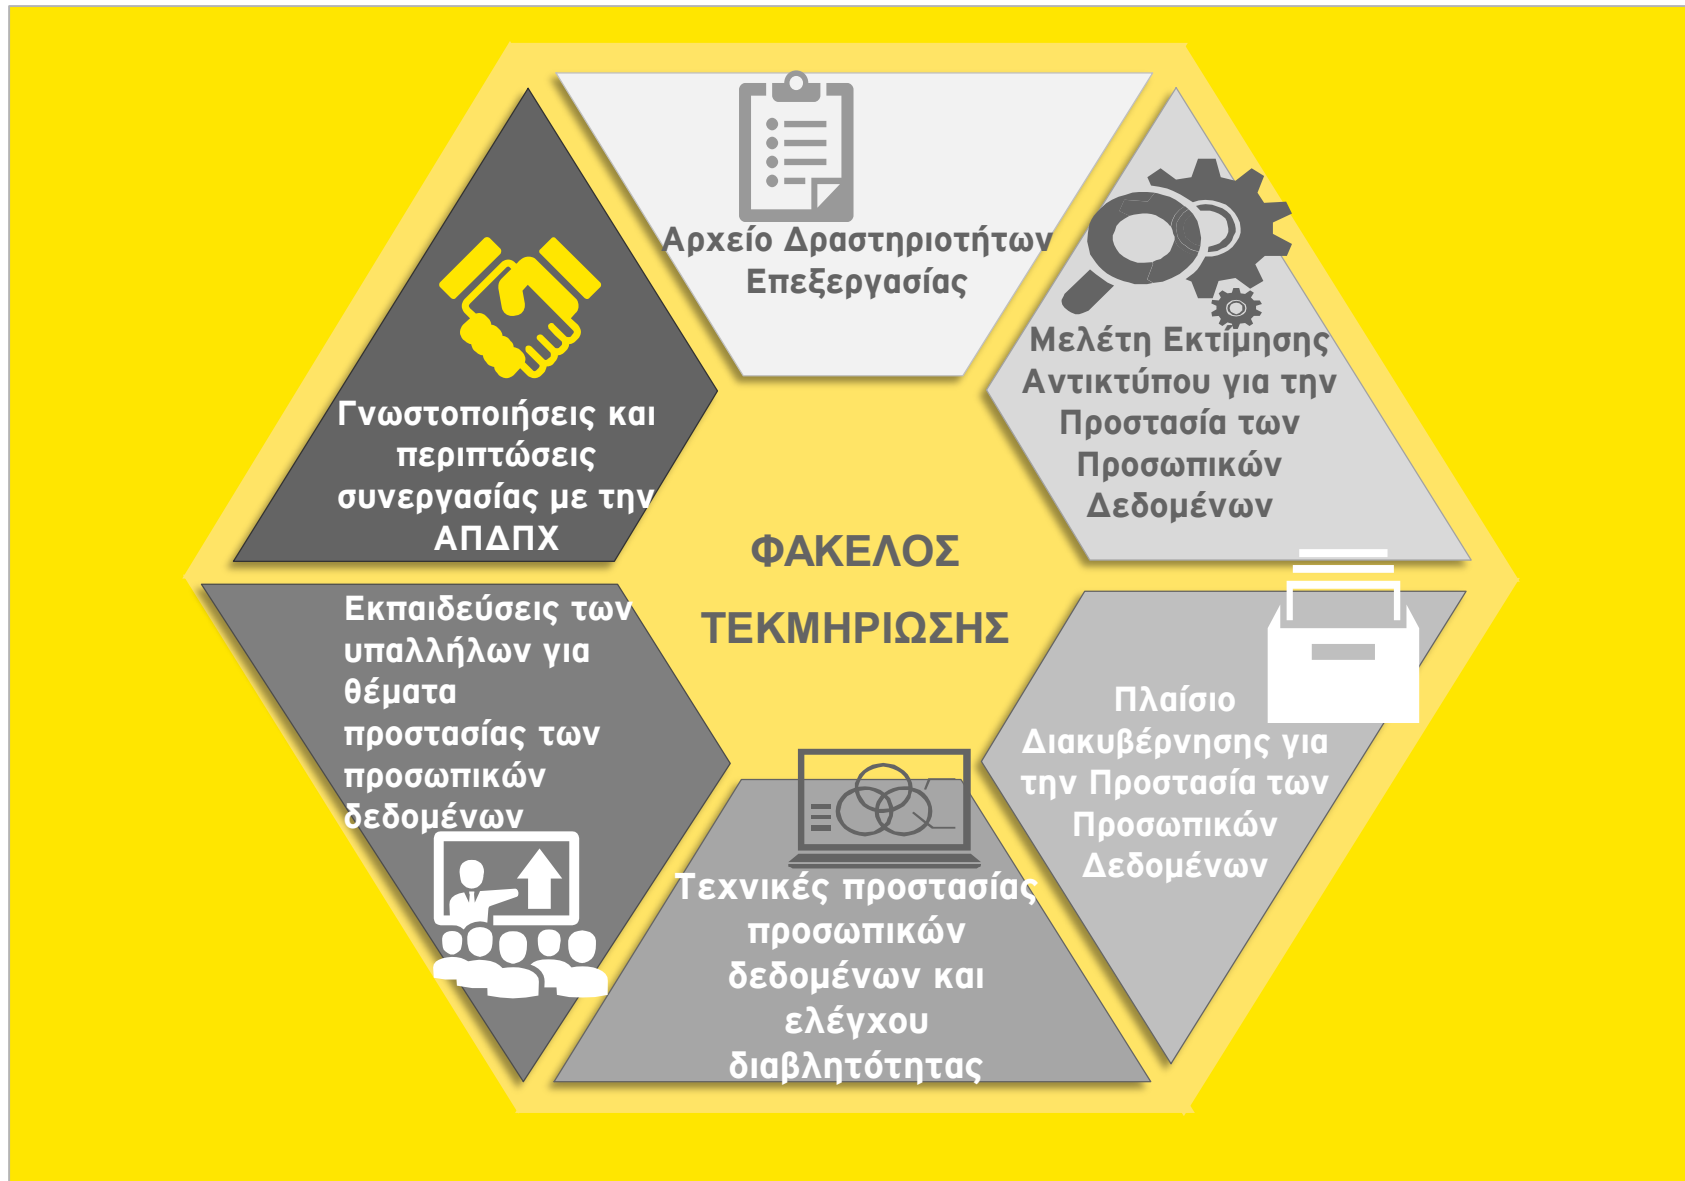 Αρχείο Δραστηριοτήτων
Επεξεργασίας
Μελέτη Εκτίμησης
Αντικτύπου για την
Προστασία των
Προσωπικών
Δεδομένων
Πλαίσιο
Διακυβέρνησης για
την Προστασία των
Προσωπικών
Δεδομένων
Τεχνικές προστασίας
προσωπικών
δεδομένων και
ελέγχου
διαβλητότητας
Εκπαιδεύσεις των
υπαλλήλων για
θέματα
προστασίας των
προσωπικών
δεδομένων
Γνωστοποιήσεις και
περιπτώσεις
συνεργασίας με την
ΑΠΔΠΧ
ΦΑΚΕΛΟΣ
ΤΕΚΜΗΡΙΩΣΗΣ